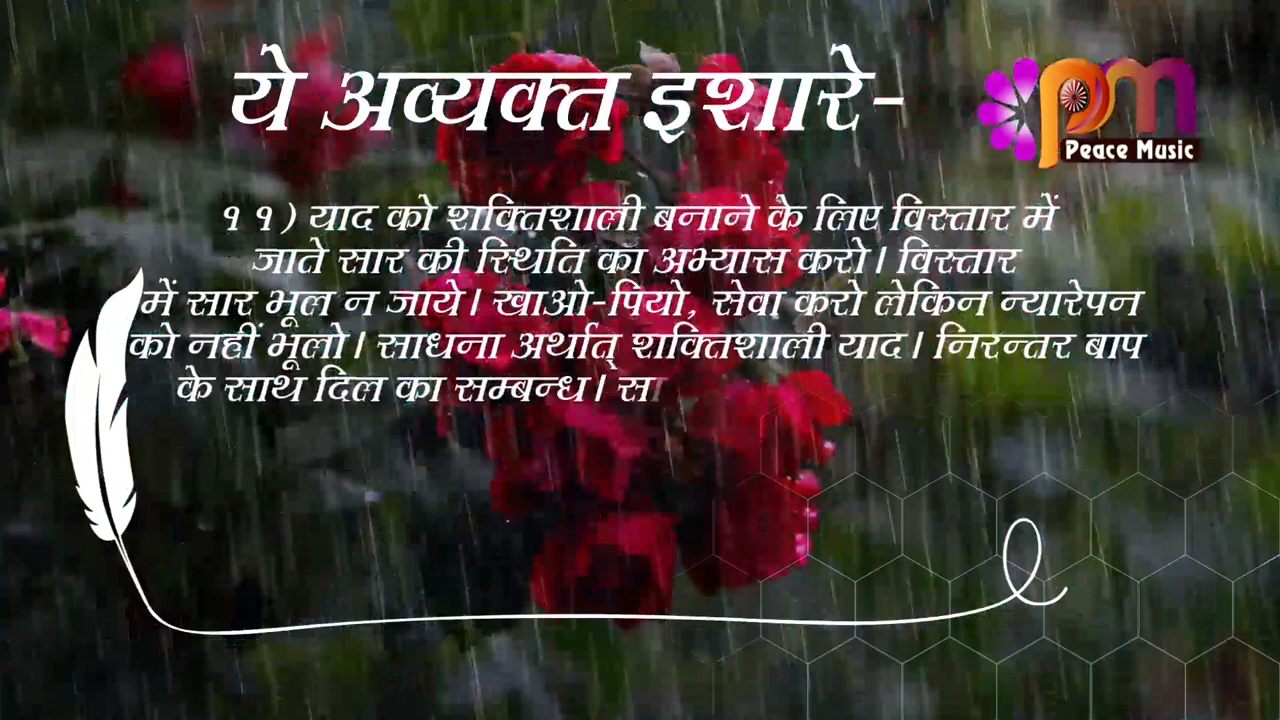 ये अव्यक्त इशारे-
pm
Peace Music
११) याद को शक्तिशाली बनाने के लिए विस्तार में
जाते सार की स्थिति का अभ्यास करो। विस्तार
में सार भूल न जाये। खाओ-पियो, सेवा करो लेकिन न्यारेपन
को नहीं भूलो। साधना अर्थात् शक्तिशाली याद। निरन्तर बाप
के साथ दिल का सम्बन्ध।